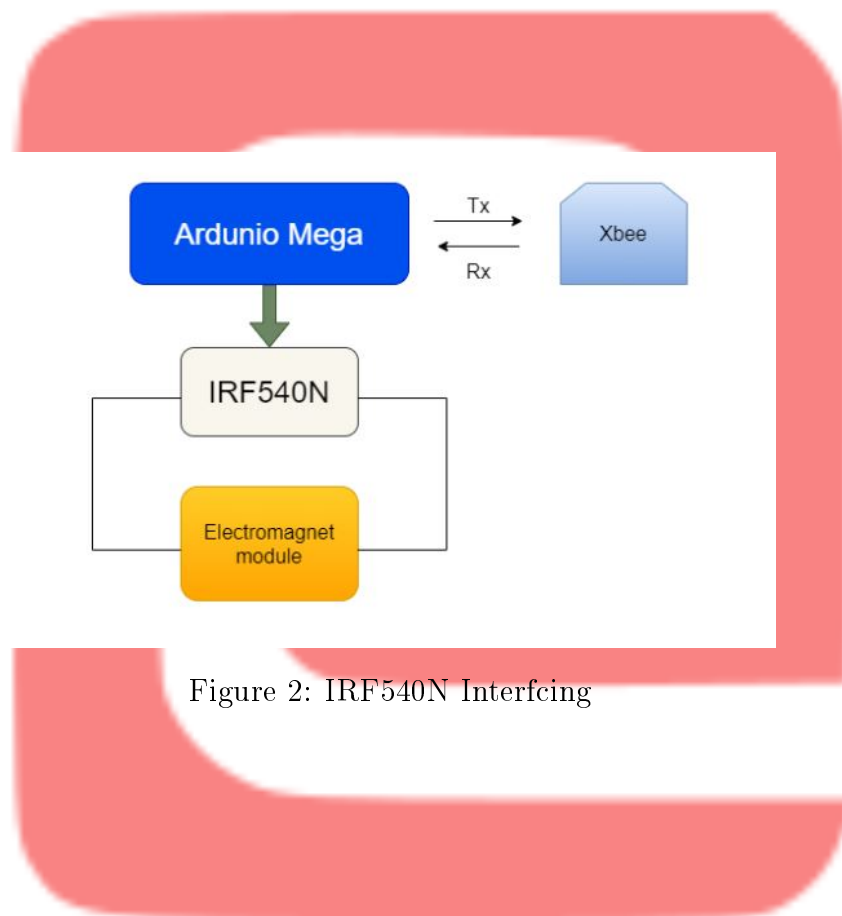 Ardunio Mega
Tx
Rx
Xbee
IRF540N
Electromagnet
module
Figure 2: IRF540N Interfcing